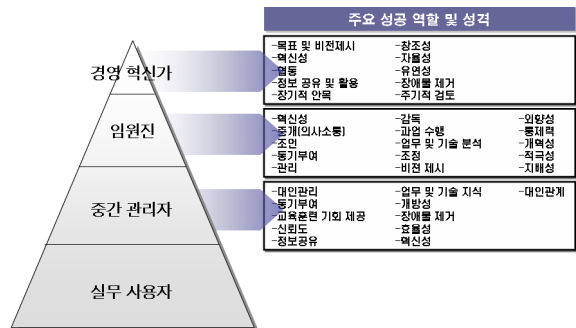 주요 성공 역할 및 성격
경영 혁신가
-목표 및 비전제시 -창조성
-혁신성 -자율성
-협동 -유연성
-정보 공유 및 활용 -장애물 제거
-장기적 안목 -주기적 검토
임원진
-혁신성 -감독 -외향성
-중개(의사소통) -과업 수행 -통제력
-조언 -업무 및 기술 분석 -개혁성
-동기부여 -조정 -적극성
-관리 -비전 제시 -지배성
중간 관리자
-대인관리 -업무 및 기술 지식 -대인관계
-동기부여 -개방성
-교육훈련 기회 제공 -장애물 제거
-신뢰도 -효율성
-정보공유 -혁신성
실무 사용자